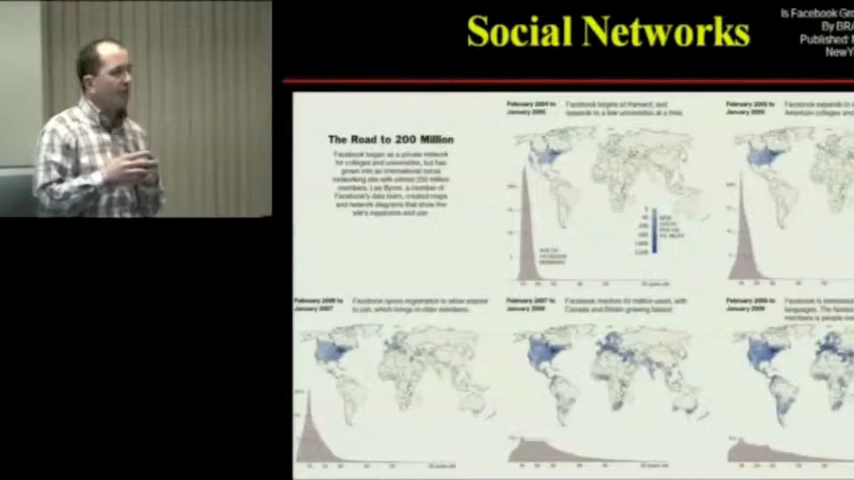 Social Networks
Is Facebook Gro
By BRA
Published:
NewY
The Road to 200 Million
Facebook began as a private network
for colleges and universities, but has
grown into an international social
networking site with almost 200 million
members. Lee Byron, a member of
Facebook's data team, created maps
and network diagrams that show the
site's expansion and use.
February 2004 to
January 2005
Facebook begins at Harvard, and
expands to a few universities at a time.
February 2005 to
January 2006
Facebook expands to
American colleges and
AGE OF
FACEBOOK
MEMBERS
February 2006 to
January 2007
Facebook opens registration to allow anyone
to join, which brings in older members.
February 2007 to
January 2008
Facebook reaches 50 million users, with
Canada and Britain growing fastest.
February 2008 to
January 2009
Facebook is translated
languages. The fastest
members is people over